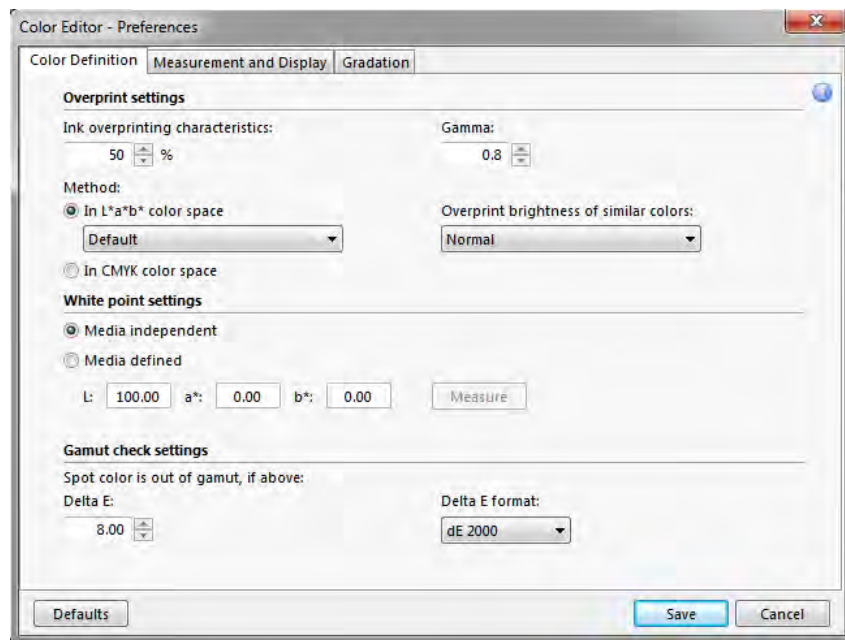 Color Editor - Preferences
Color Definition Measurement and Display Gradation
Overprint settings
Ink overprinting characteristics: Gamma:
50 % 0.8
Method:
In L*a*b* color space Overprint brightness of similar colors:
Default Normal
In CMYK color space
White point settings
Media independent
Media defined
L: 100.00 a*: 0.00 b*: 0.00 Measure
Gamut check settings
Spot color is out of gamut, if above:
Delta E: Delta E format:
8.00 dE 2000
Defaults Save Cancel